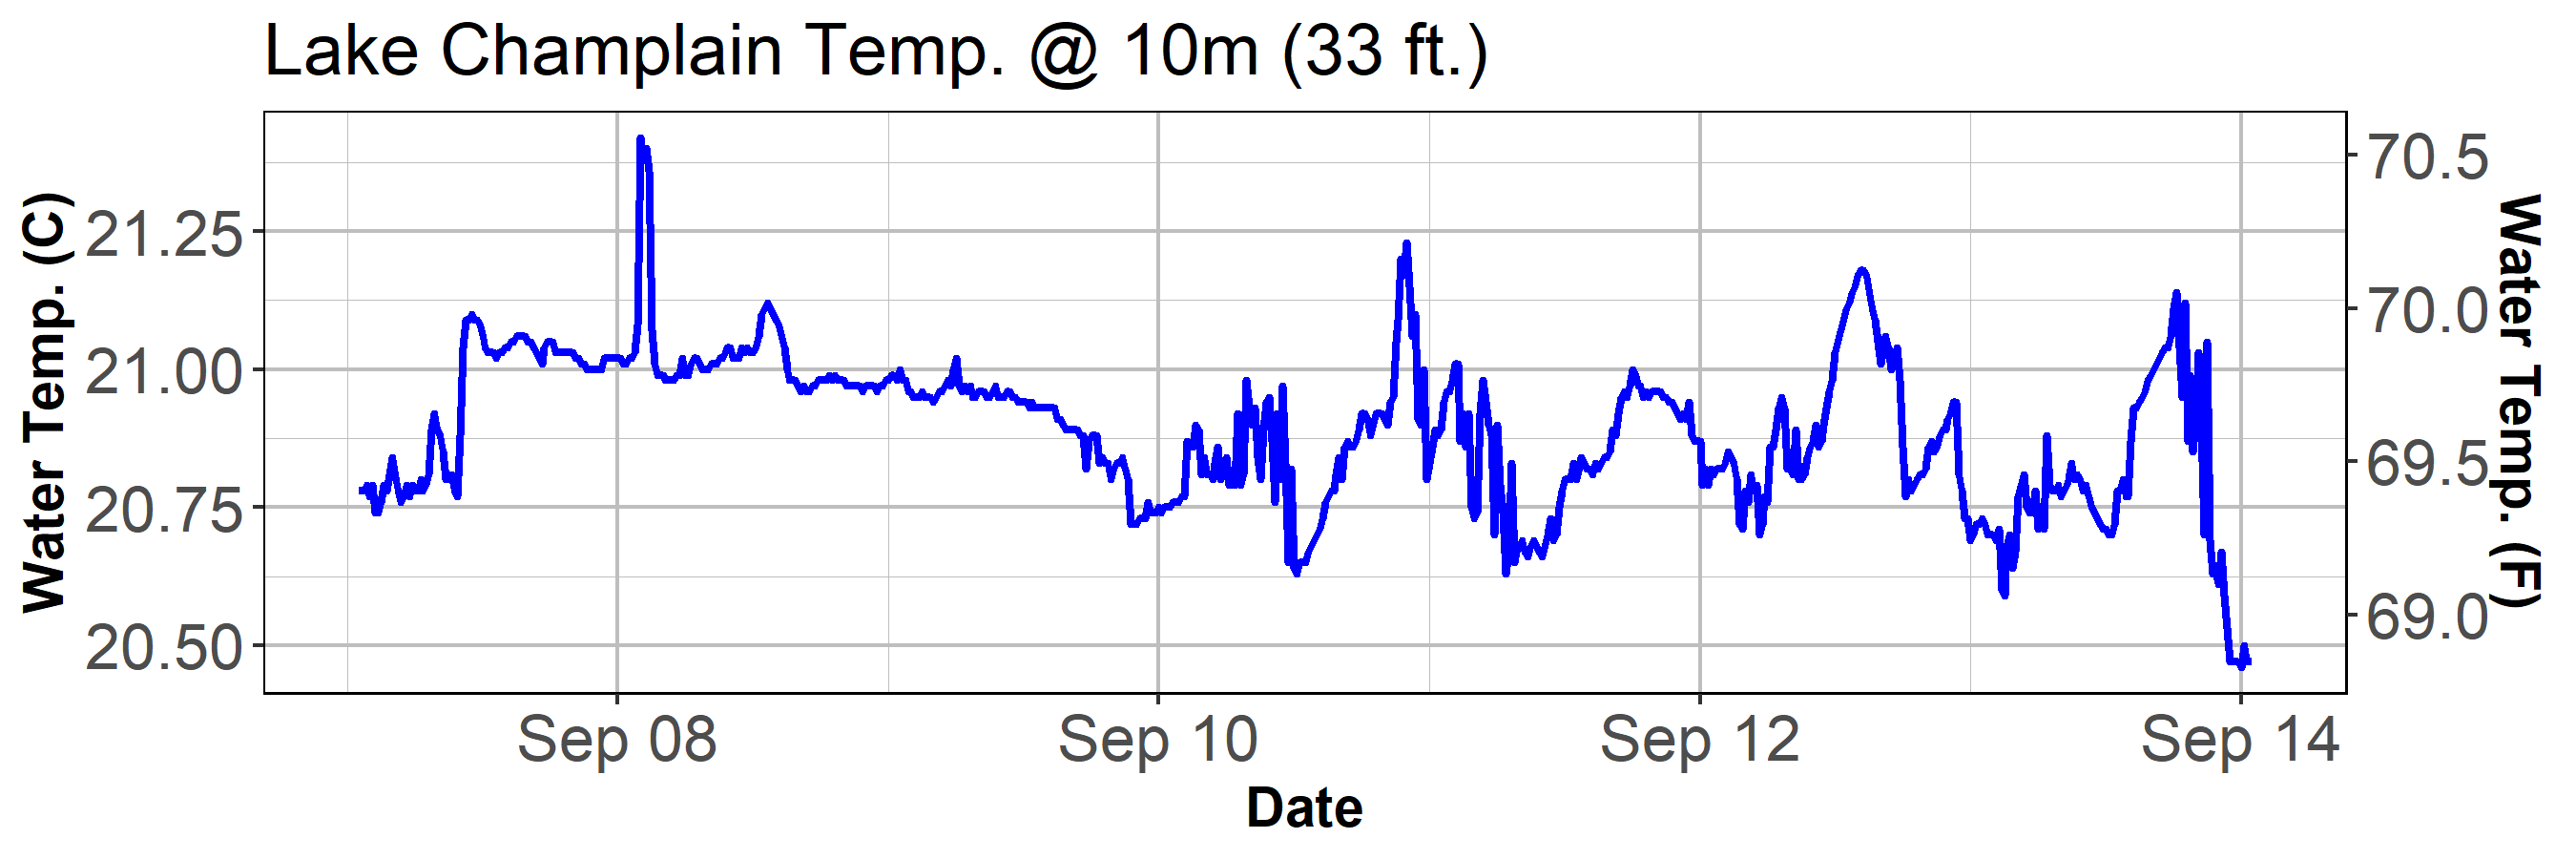 Lake Champlain Temp. @ 10m (33 ft.)
Water Temp. (C)
21.25
21.00
20.75
20.50
70.5
70.0
69.5
69.0
Water Temp. (F)
Sep 08
Sep 10
Sep 12
Sep 14
Date